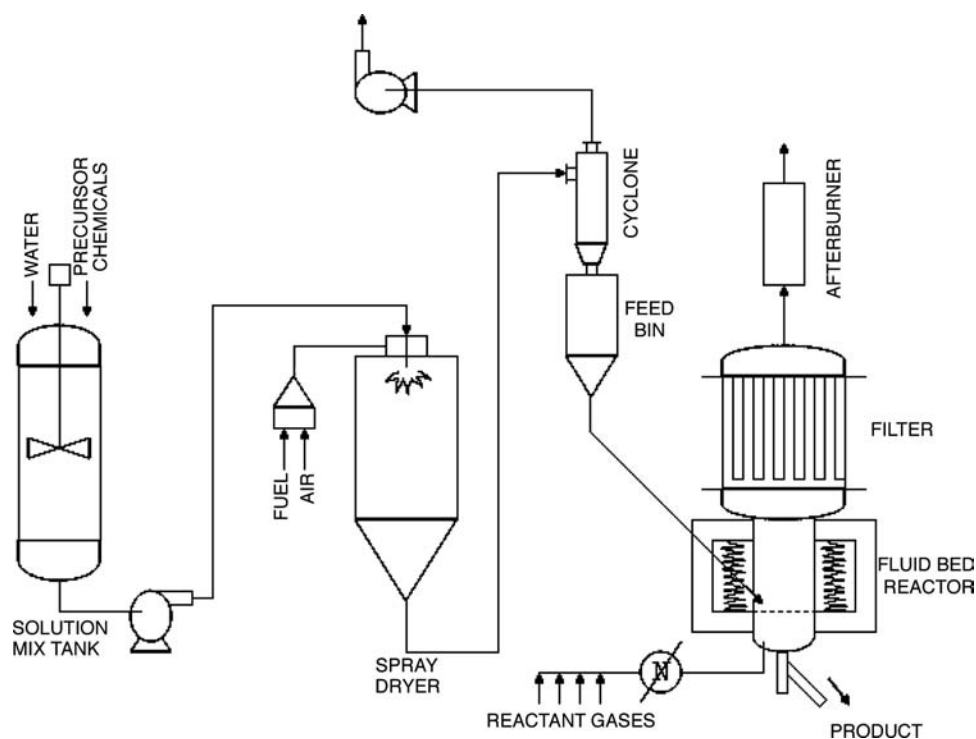 WATER
PRECURSOR
CHEMICALS
SOLUTION
MIX TANK
FUEL
AIR
SPRAY
DRYER
CYCLONE
FEED
BIN
AFTERBURNER
FILTER
FLUID BED
REACTOR
N
REACTANT GASES
PRODUCT